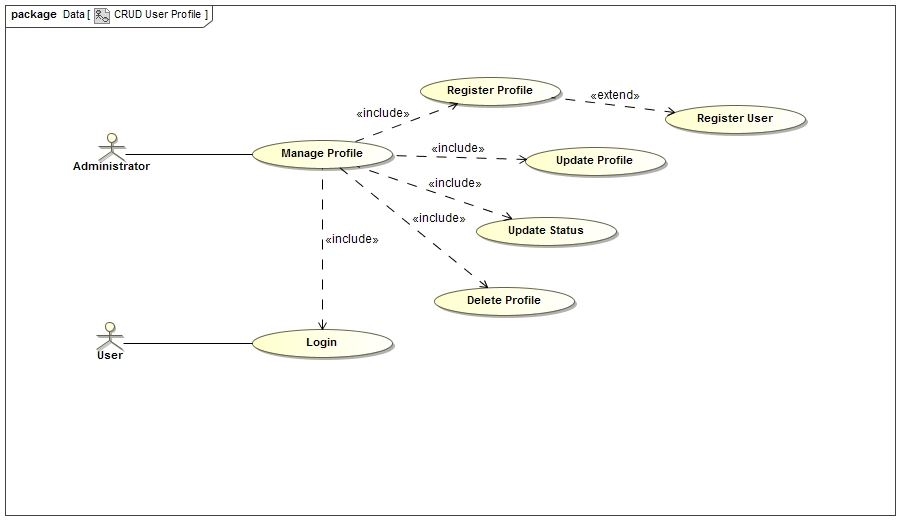 package Data [ CRUD User Profile ]
Register Profile
«extend»
Register User
«include»
Administrator
Manage Profile
«include»
Update Profile
«include»
«include»
Update Status
«include»
Delete Profile
User
Login